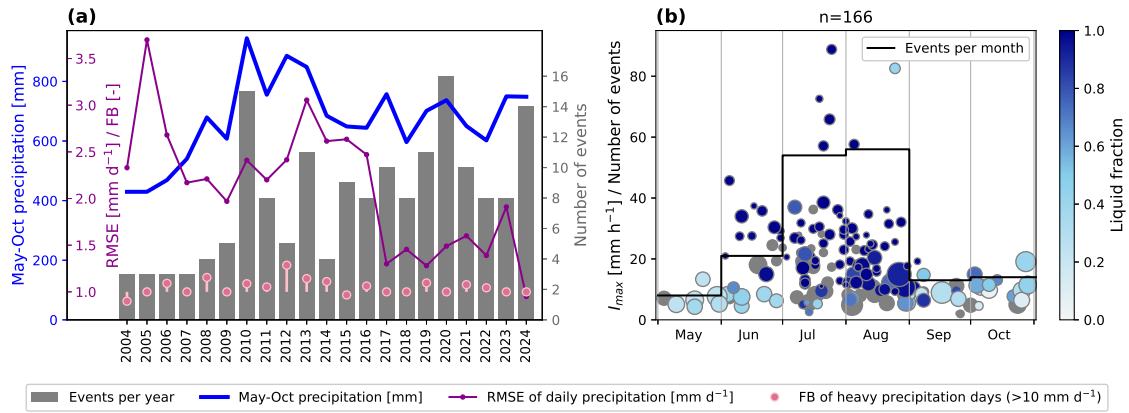 (a)
May-Oct precipitation [mm]
0
200
400
600
800
RMSE [mm d⁻¹] / FB [-]
1.0
1.5
2.0
2.5
3.0
3.5
0
2
4
6
8
10
12
14
16
Number of events
2004
2005
2006
2007
2008
2009
2010
2011
2012
2013
2014
2015
2016
2017
2018
2019
2020
2021
2022
2023
2024
(b)
n=166
Events per month
I_max [mm h⁻¹] / Number of events
0
20
40
60
80
May
Jun
Jul
Aug
Sep
Oct
0.0
0.2
0.4
0.6
0.8
1.0
Liquid fraction
Events per year
May-Oct precipitation [mm]
RMSE of daily precipitation [mm d⁻¹]
FB of heavy precipitation days (>10 mm d⁻¹)